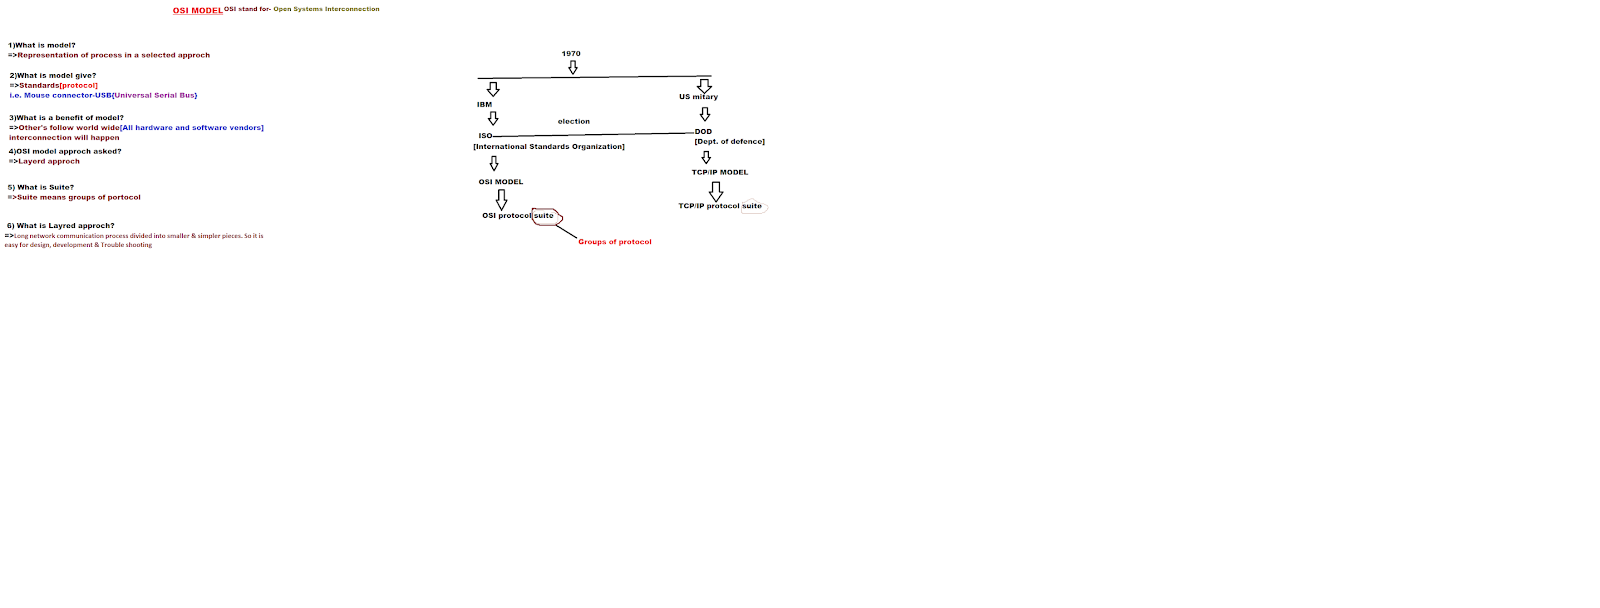 OSI MODEL OSI stand for- Open Systems Interconnection
1)What is model?
=>Representation of process in a selected approch
2)What is model give?
=>Standards[protocol]
i.e. Mouse connector-USB{Universal Serial Bus}
3)What is a benefit of model?
=>Other's follow world wide[All hardware and software vendors]
interconnection will happen
4)OSI model approch asked?
=>Layerd approch
5) What is Suite?
=>Suite means groups of portocol
6) What is Layred approch?
=>Long network communication process divided into smaller & simpler pieces. So it is
easy for design, development & Trouble shooting
1970
IBM
US mitary
election
ISO
DOD
[International Standards Organization]
[Dept. of defence]
OSI MODEL
TCP/IP MODEL
OSI protocol suite
TCP/IP protocol suite
Groups of protocol